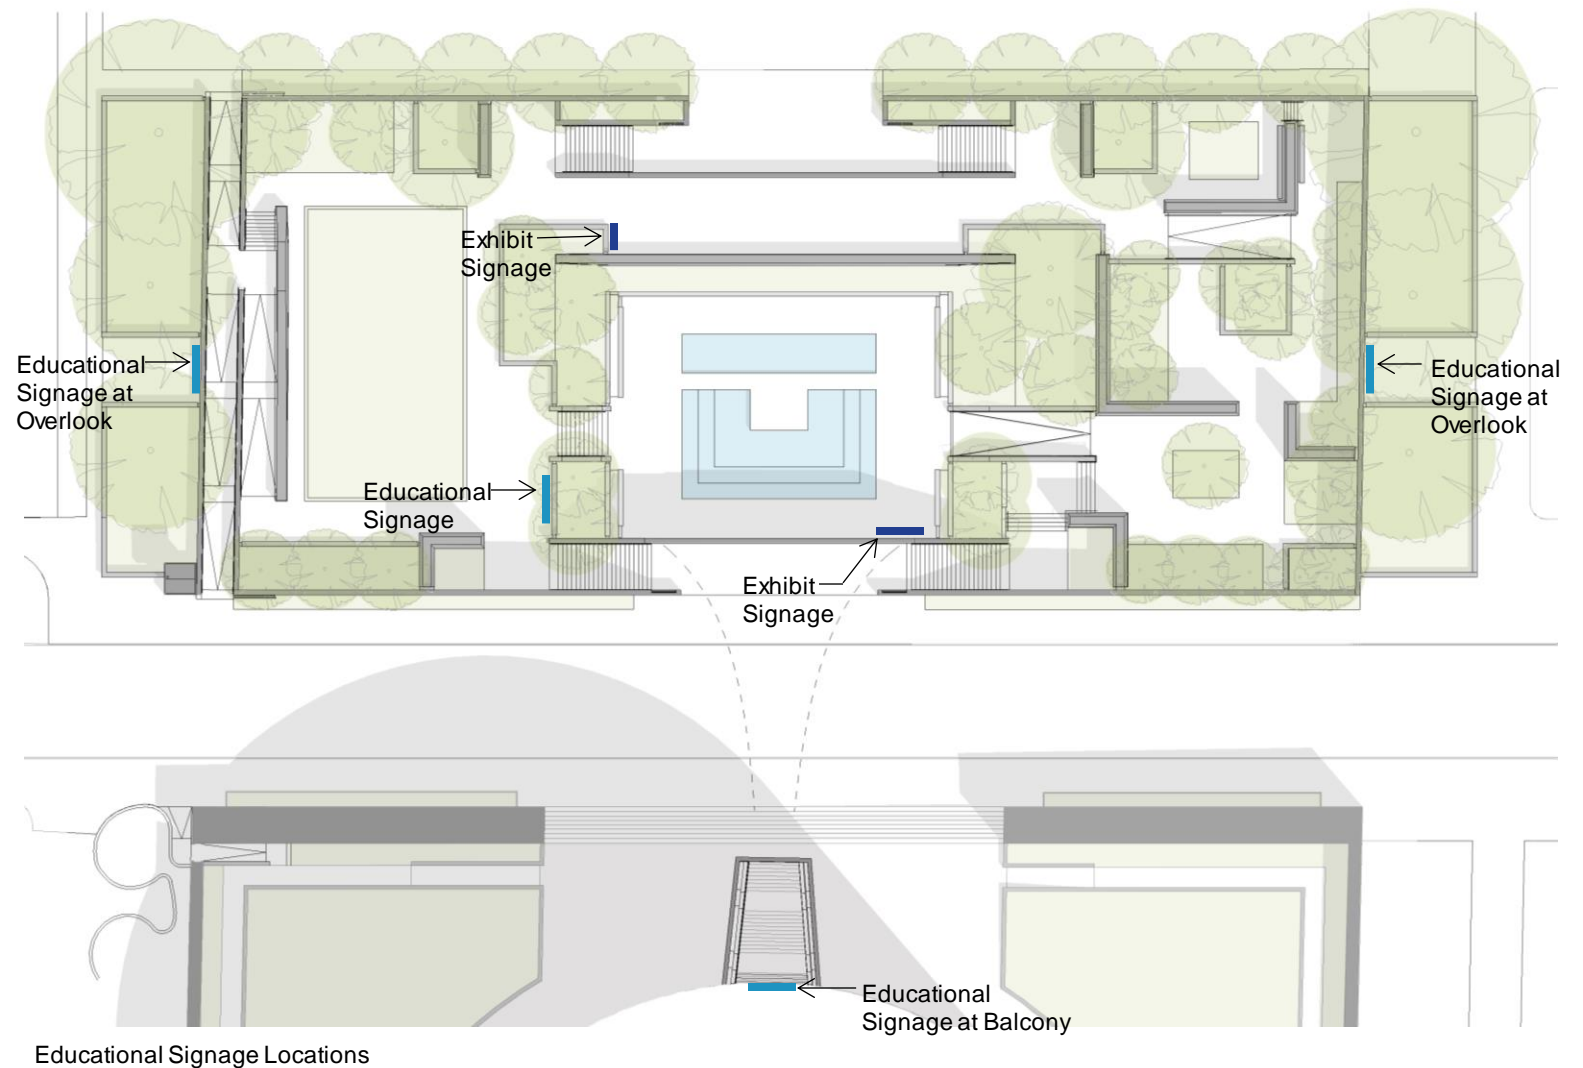 Exhibit
Signage
Educational
Signage at
Overlook
Educational
Signage at
Overlook
Educational
Signage
Exhibit
Signage
Educational
Signage at Balcony
Educational Signage Locations